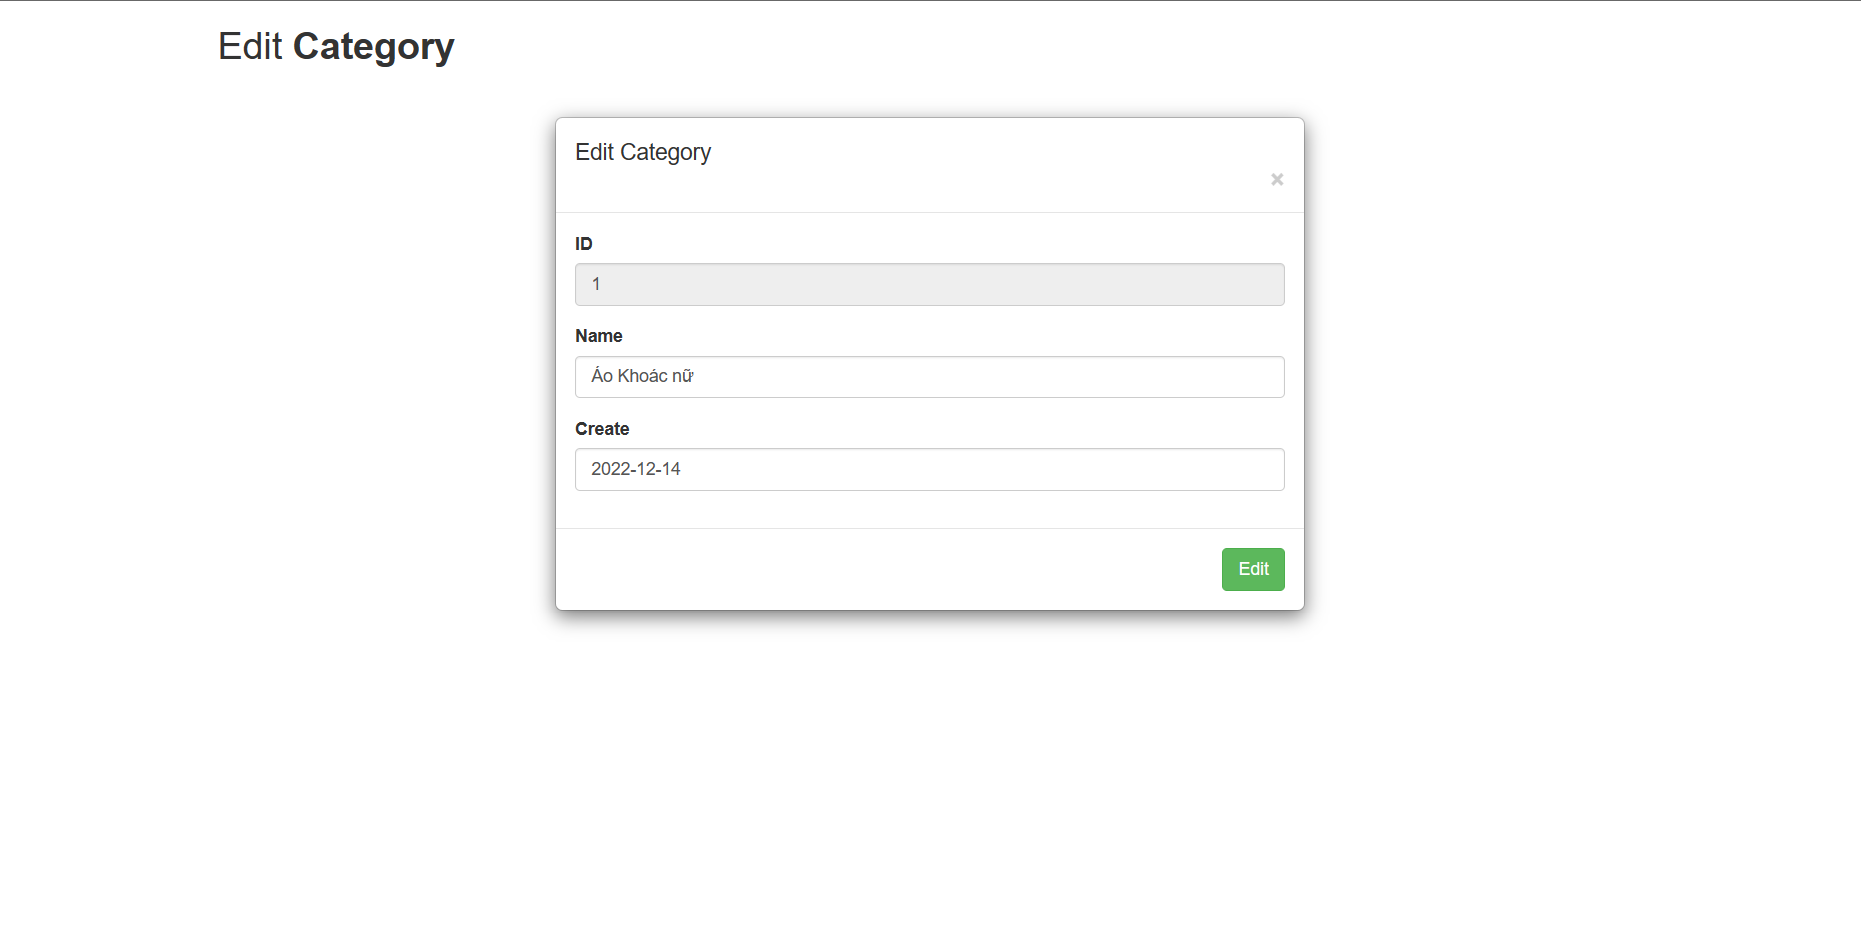 Edit Category
Edit Category
×
ID
1
Name
Áo Khoác nữ
Create
2022-12-14
Edit